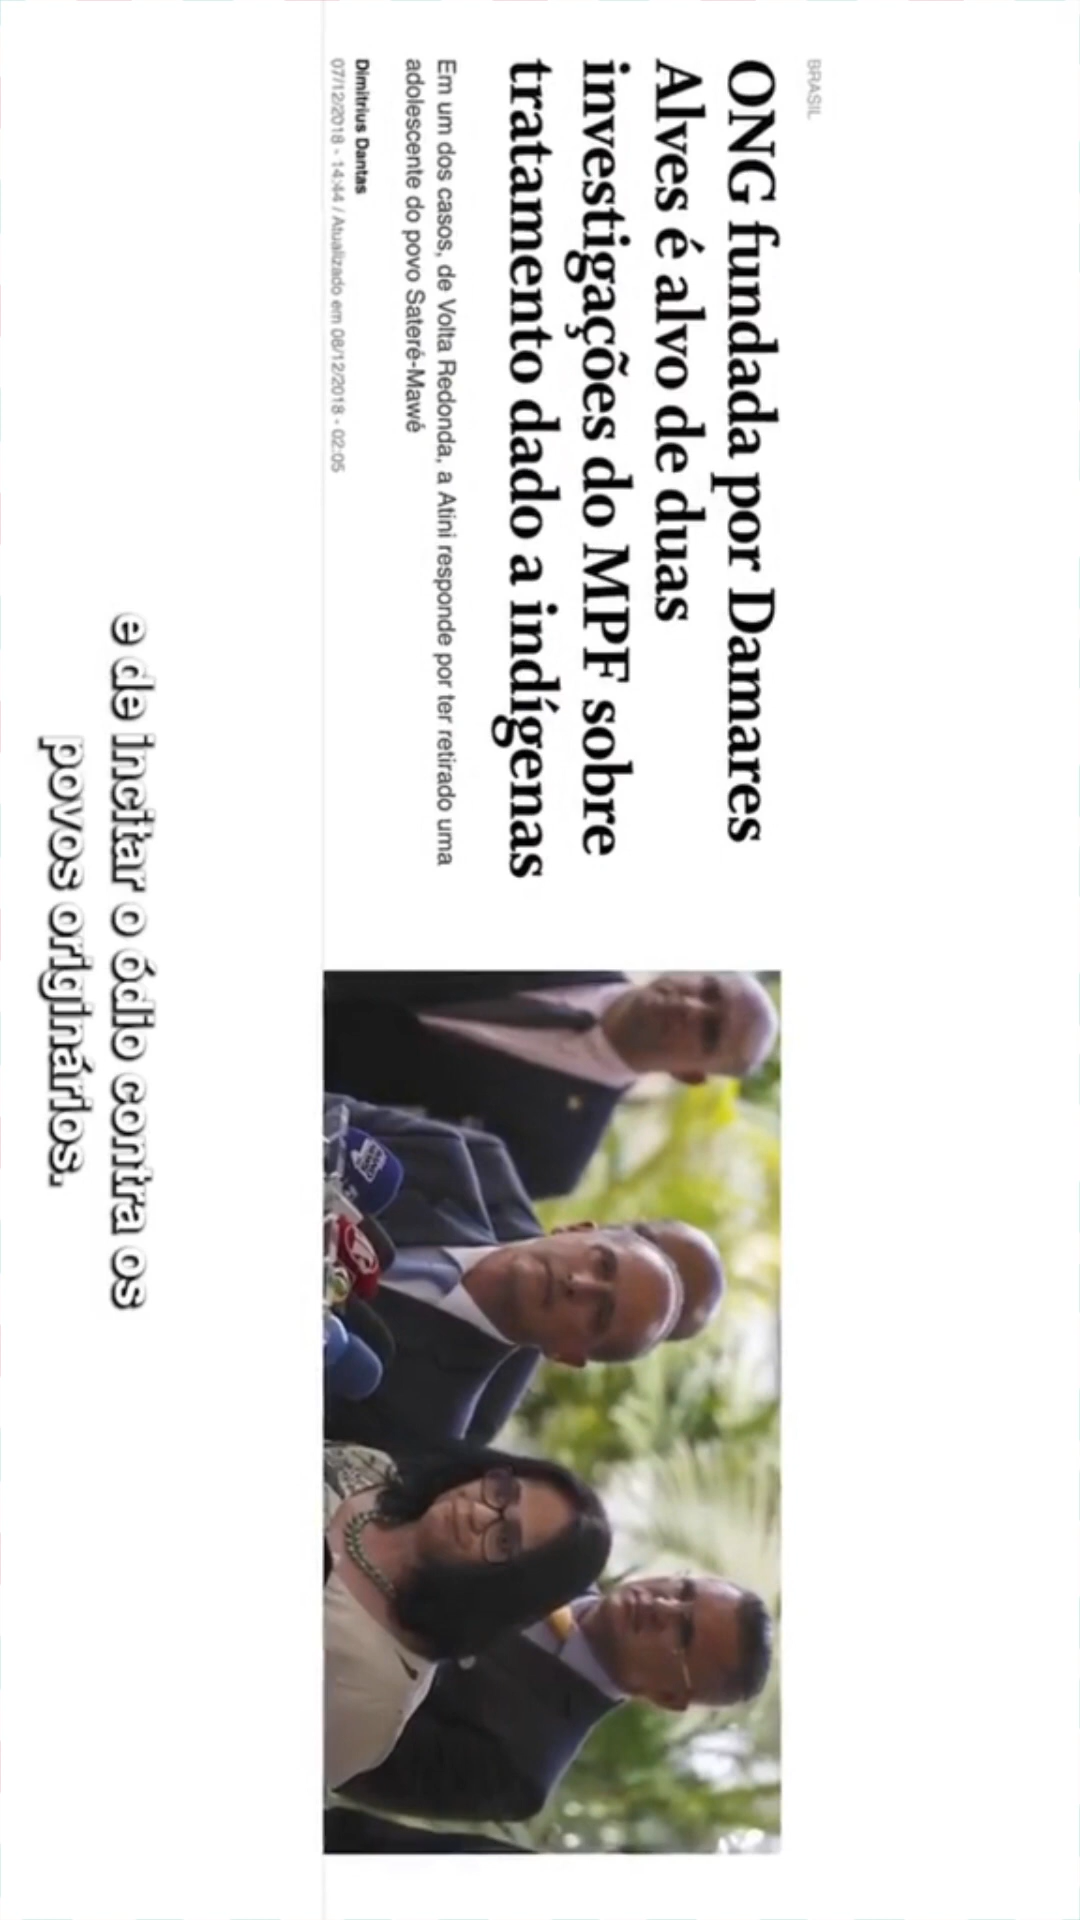 BRASIL
ONG fundada por Damares
Alves é alvo de duas
investigações do MPF sobre
tratamento dado a indígenas
Em um dos casos, de Volta Redonda, a Atini responde por ter retirado uma
adolescente do povo Sateré-Mawé
Dimitrius Dantas
07/12/2018 - 14:44 / Atualizado em 08/12/2018 - 02:05
e de incitar o ódio contra os
povos originários.